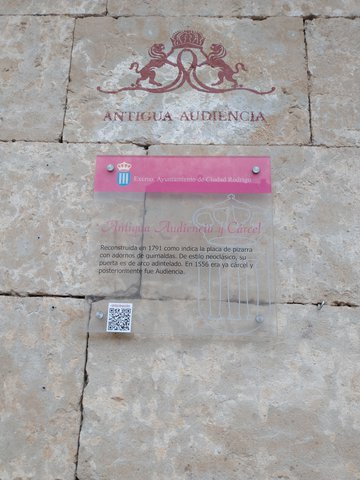 ANTIGUA AUDIENCIA
Excmo. Ayuntamiento de Ciudad Rodrigo
Antigua Audiencia y Cárcel
Reconstruida en 1791 como indica la placa de pizarra
con adornos de guirnaldas. De estilo neoclásico, su
puerta es de arco adintelado. En 1556 era ya cárcel y
posteriormente fue Audiencia.